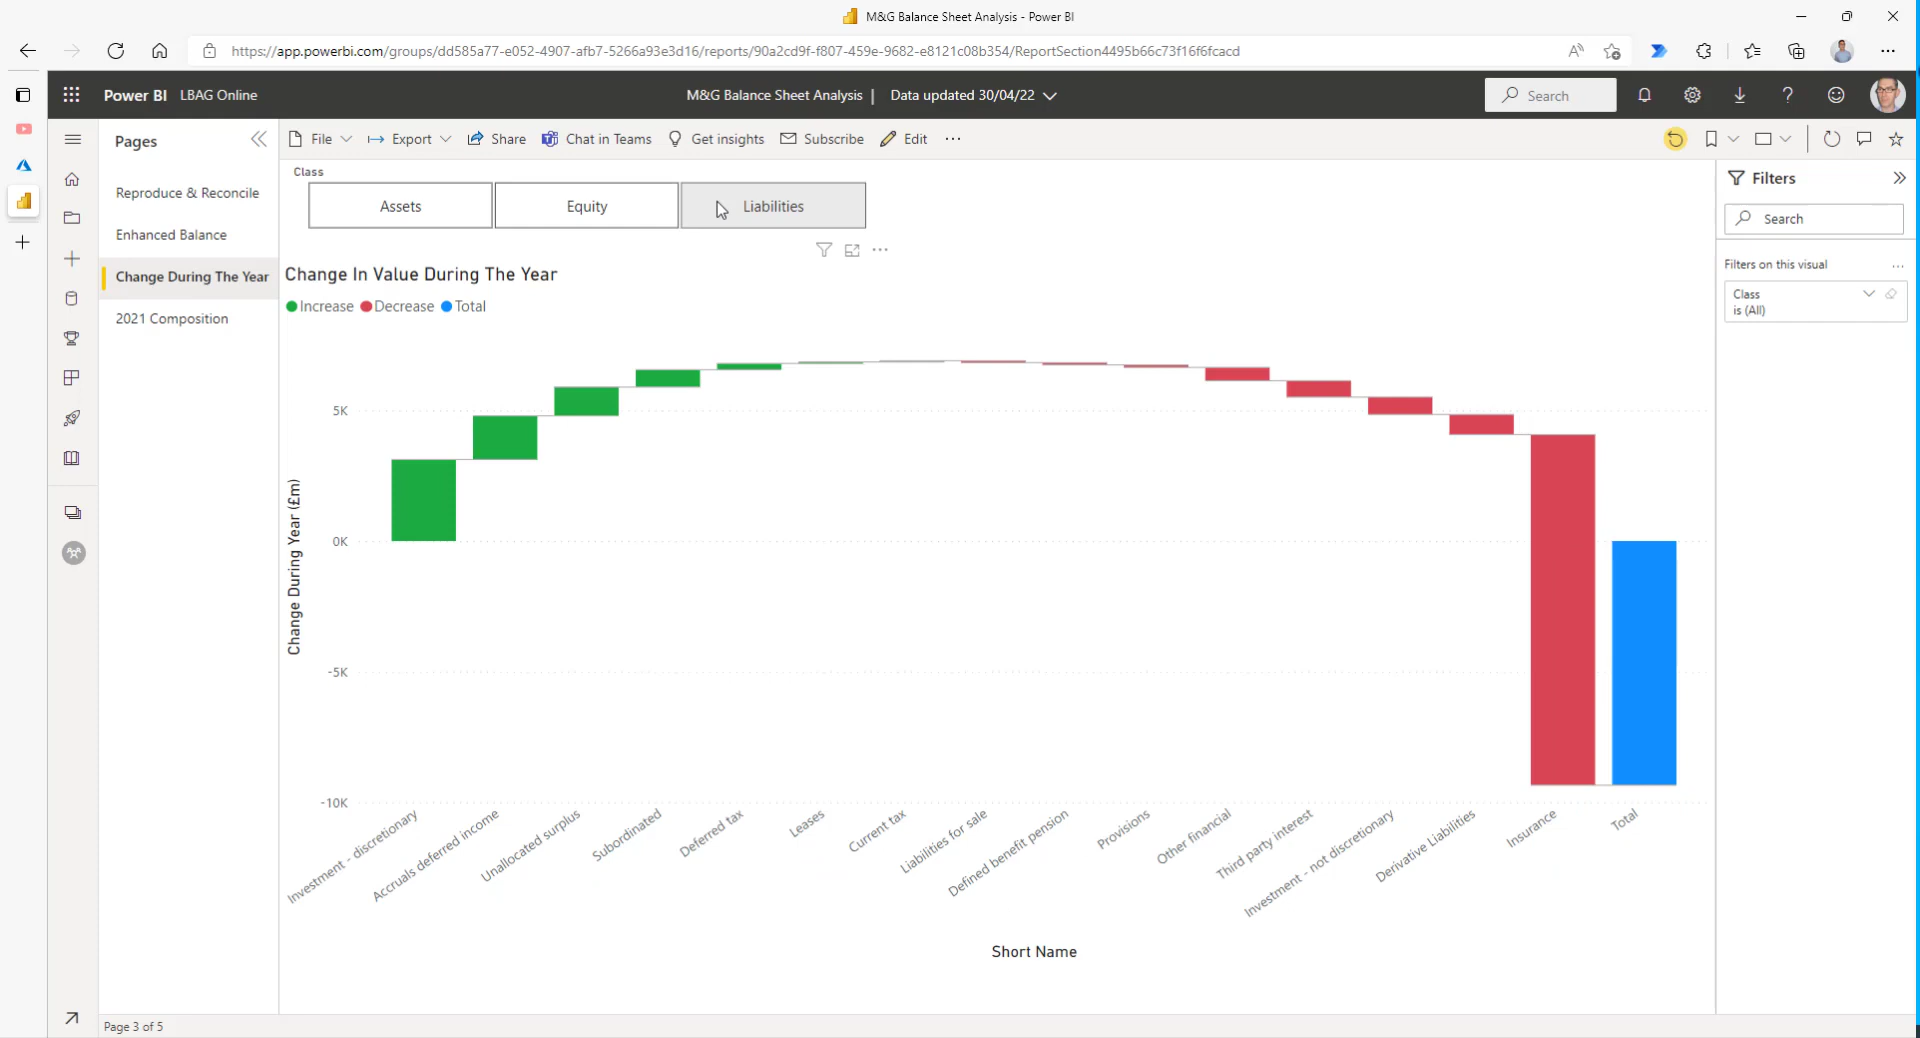 M&G Balance Sheet Analysis - Power BI
https://app.powerbi.com/groups/dd585a77-e052-4907-afb7-5266a93e3d16/reports/90a2cd9f-f807-459e-9682-e8121c08b354/ReportSection4495b66c73f16f6fcacd
Power BI LBAG Online
M&G Balance Sheet Analysis | Data updated 30/04/22
Search
Pages
File Export Share Chat in Teams Get insights Subscribe Edit
Reproduce & Reconcile
Enhanced Balance
Change During The Year
2021 Composition
Class
Assets Equity Liabilities
Change In Value During The Year
Increase Decrease Total
Change During Year (£m)
5K
0K
-5K
-10K
Investment - discretionary
Accruals deferred income
Unallocated surplus
Subordinated
Deferred tax
Leases
Current tax
Liabilities for sale
Defined benefit pension
Provisions
Other financial
Third party interest
Investment - not discretionary
Derivative Liabilities
Insurance
Total
Short Name
Filters
Search
Filters on this visual
Class
is (All)
Page 3 of 5